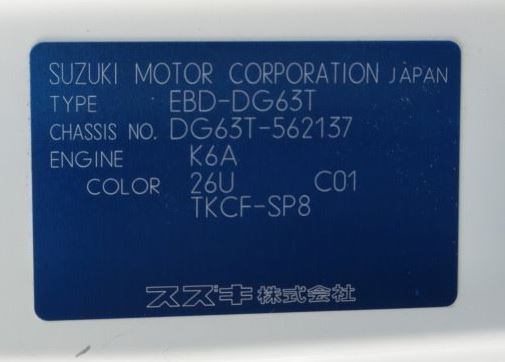 SUZUKI MOTOR CORPORATION JAPAN
TYPE EBD-DG63T
CHASSIS NO. DG63T-562137
ENGINE K6A
COLOR 26U C01
TKCF-SP8
スズキ株式会社